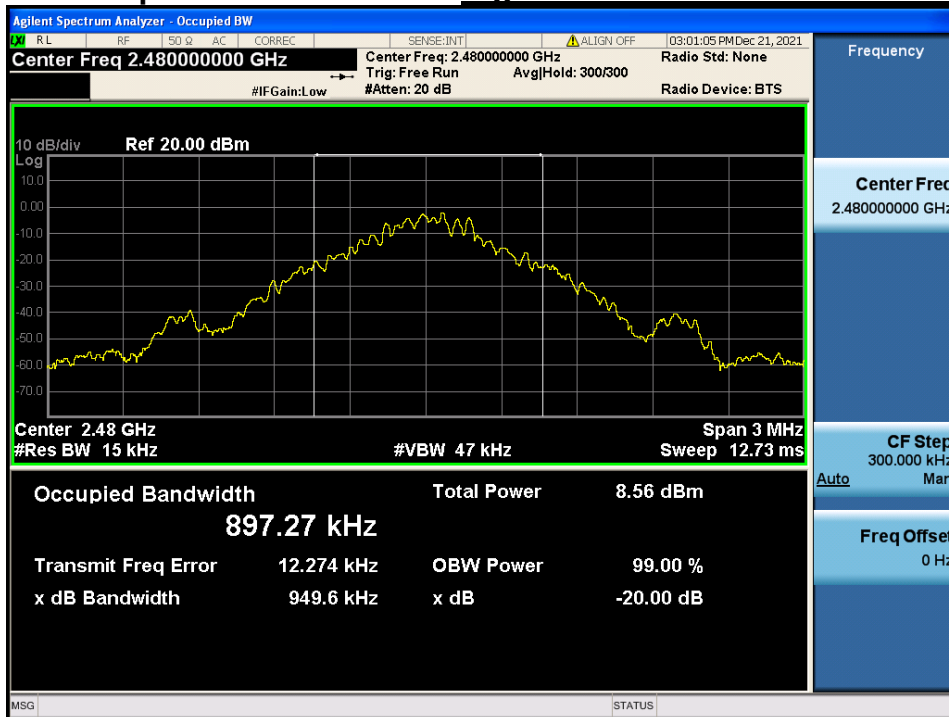 Agilent Spectrum Analyzer - Occupied BW
LXI RL RF 50 Ω AC CORREC SENSE:INT ALIGN OFF 03:01:05 PM Dec 21, 2021
Center Freq 2.480000000 GHz
Center Freq: 2.480000000 GHz
Radio Std: None
Trig: Free Run Avg|Hold: 300/300
#IFGain:Low
#Atten: 20 dB
Radio Device: BTS
10 dB/div Ref 20.00 dBm
Log
10.0
0.00
-10.0
-20.0
-30.0
-40.0
-50.0
-60.0
-70.0
Center 2.48 GHz Span 3 MHz
#Res BW 15 kHz #VBW 47 kHz Sweep 12.73 ms
Occupied Bandwidth Total Power 8.56 dBm
897.27 kHz
Transmit Freq Error 12.274 kHz OBW Power 99.00 %
x dB Bandwidth 949.6 kHz x dB -20.00 dB
MSG STATUS
Frequency
Center Freq
2.480000000 GHz
CF Step
300.000 kHz
Auto Man
Freq Offset
0 Hz